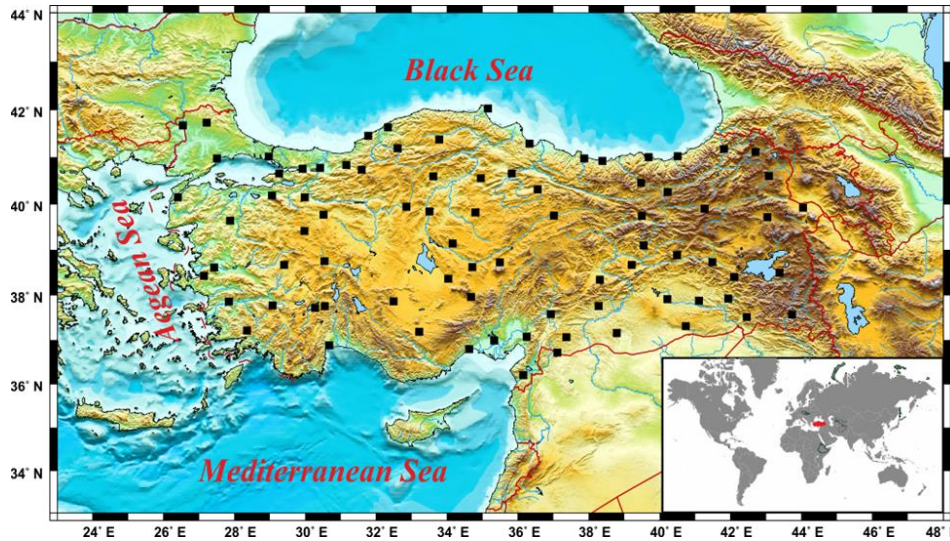 44° N
42° N
40° N
38° N
36° N
34° N
Black Sea
Aegean Sea
Mediterranean Sea
24° E
26° E
28° E
30° E
32° E
34° E
36° E
38° E
40° E
42° E
44° E
46° E
48°